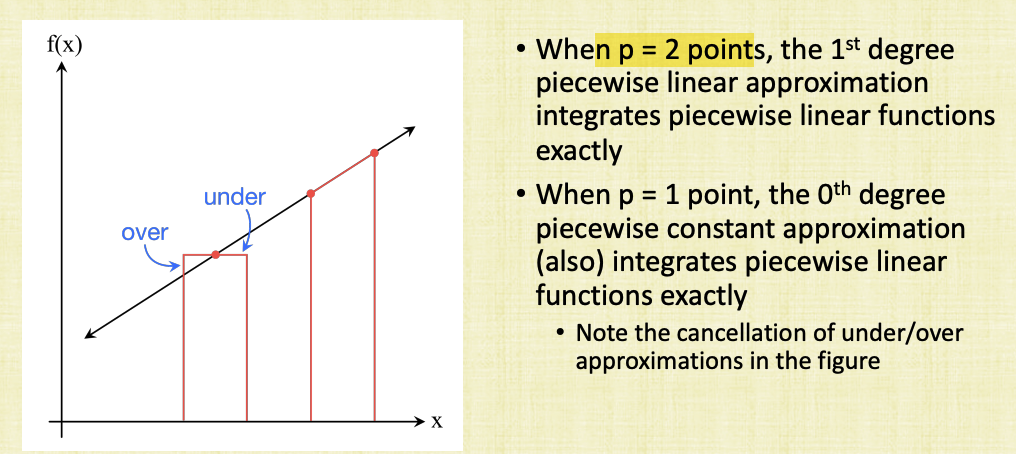 f(x)
under
over
x
• When p = 2 points, the 1st degree
piecewise linear approximation
integrates piecewise linear functions
exactly
• When p = 1 point, the 0th degree
piecewise constant approximation
(also) integrates piecewise linear
functions exactly
• Note the cancellation of under/over
approximations in the figure